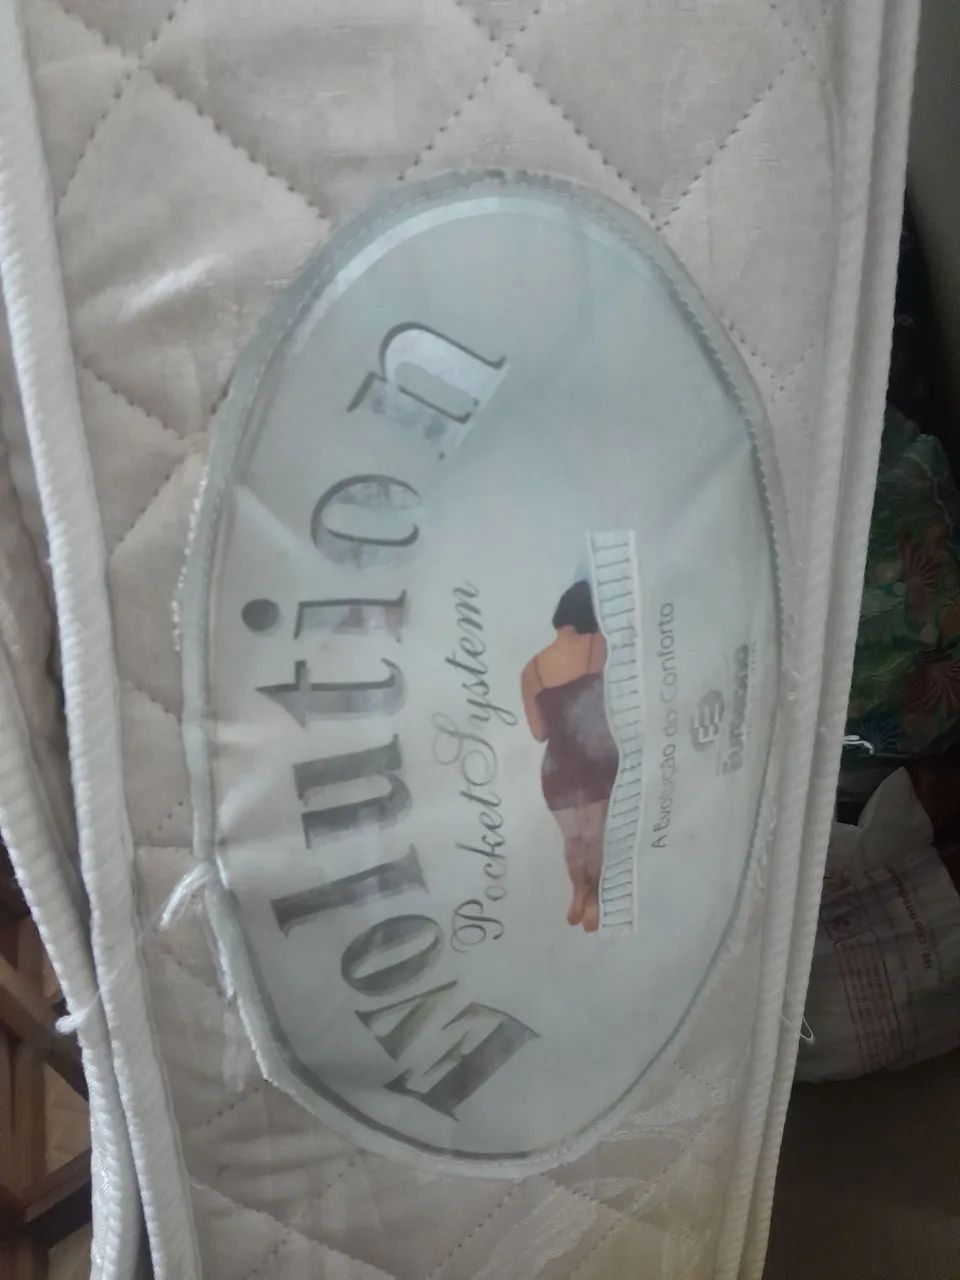 Evolution
Pocket System
A Evolução do Conforto